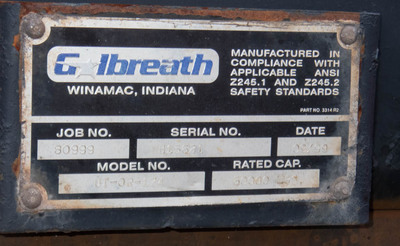 Galbreath
WINAMAC, INDIANA
MANUFACTURED IN
COMPLIANCE WITH
APPLICABLE ANSI
Z245.1 AND Z245.2
SAFETY STANDARDS
PART NO. 3314 R2
JOB NO. SERIAL NO. DATE
80999
MODEL NO. RATED CAP.